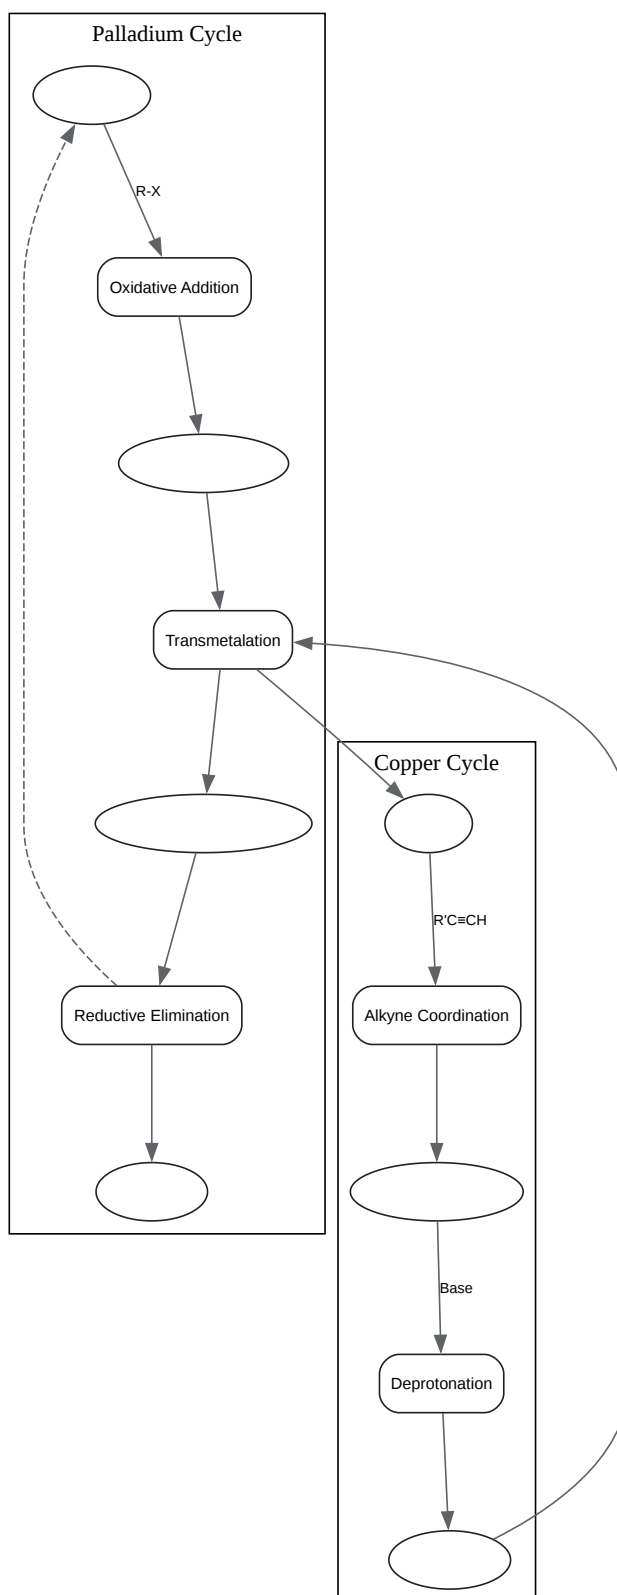 Palladium Cycle
R-X
Oxidative Addition
Transmetalation
Copper Cycle
R'C≡CH
Reductive Elimination
Alkyne Coordination
Base
Deprotonation